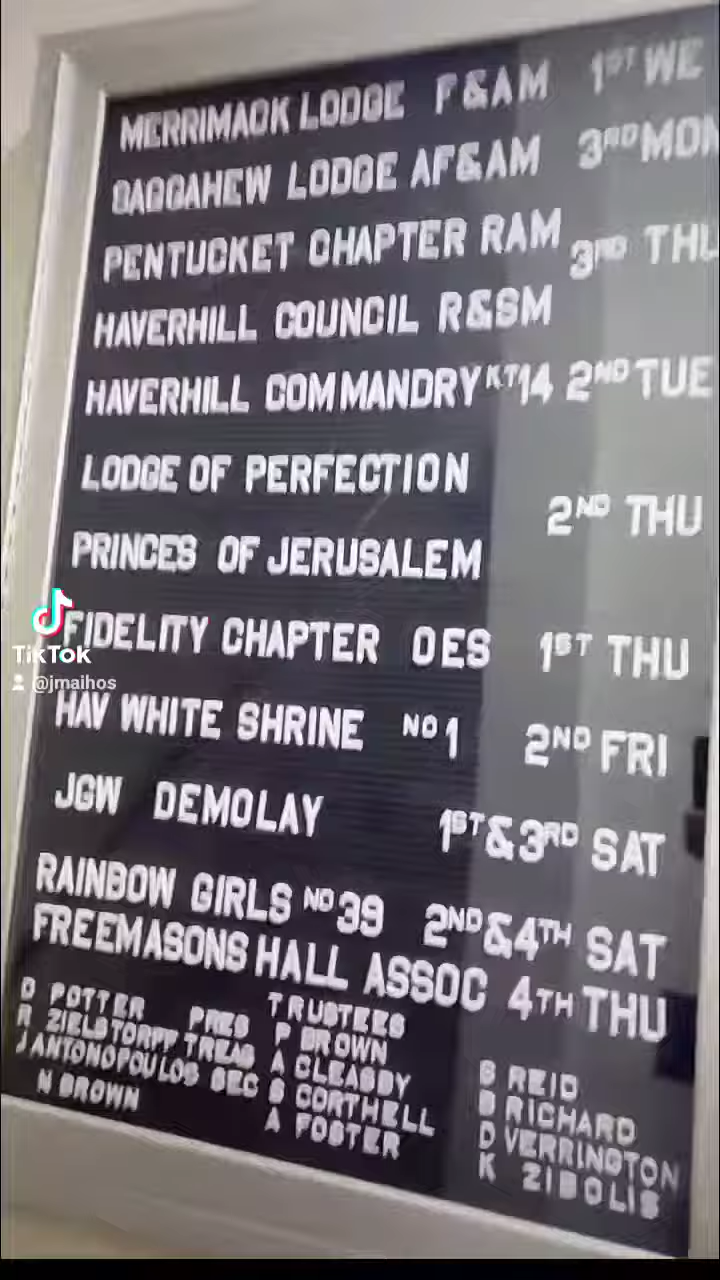 MERRIMACK LODGE F&AM 1ST WE
SAGGAHEW LODGE AF&AM 3RD MON
PENTUCKET CHAPTER RAM 3RD THU
HAVERHILL COUNCIL R&SM
HAVERHILL COMMANDRY KT14 2ND TUE
LODGE OF PERFECTION
2ND THU
PRINCES OF JERUSALEM
FIDELITY CHAPTER OES 1ST THU
HAV WHITE SHRINE NO 1 2ND FRI
JGW DEMOLAY 1ST&3RD SAT
RAINBOW GIRLS NO 39 2ND&4TH SAT
FREEMASONS HALL ASSOC 4TH THU
TRUSTEES
D POTTER PRES P BROWN S REID
R ZIELSTORFF TREAS A CLEASBY B RICHARD
J ANTONOPOULOS SEC S CORTHELL D VERRINGTON
N BROWN A FOSTER K ZIBOLIS
TikTok
@jmaihos